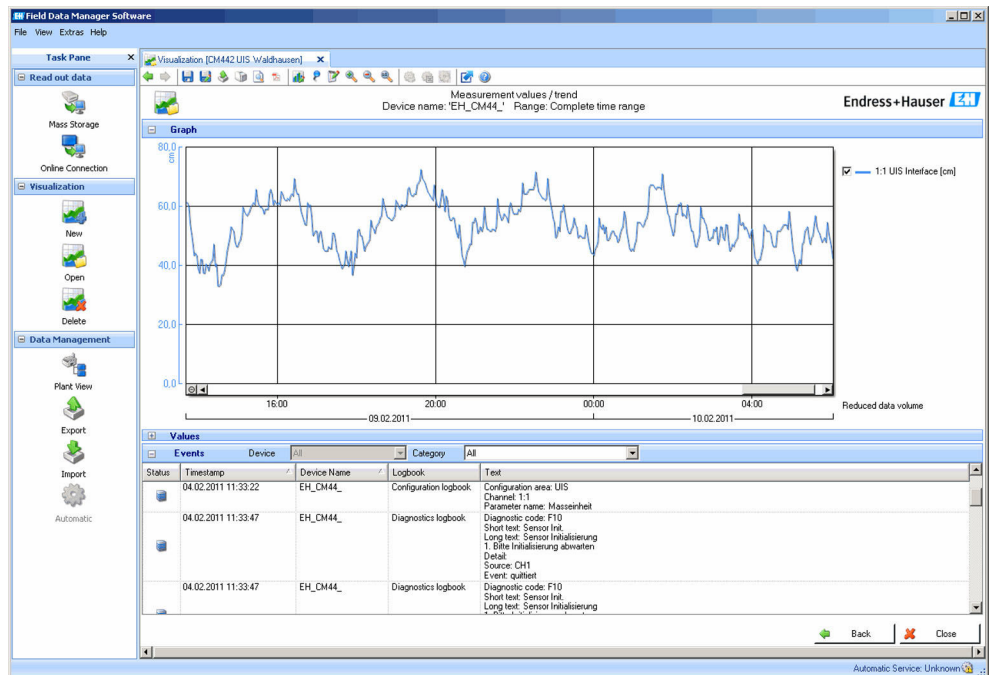 Field Data Manager Software
File View Extras Help
Task Pane X
Visualization [CM442 UIS Waldhausen] x
Read out data
Mass Storage
Online Connection
Visualization
New
Open
Delete
Data Management
Plant View
Export
Import
Automatic
Measurement values / trend
Device name: 'EH_CM44_' Range: Complete time range
Endress+Hauser EH
Graph
80,0
cm
60,0
40,0
20,0
0,0
1:1 UIS Interface [cm]
16:00 20:00 00:00 04:00
09.02.2011 10.02.2011
Reduced data volume
Values
Events Device All Category All
Status Timestamp Device Name Logbook Text
04.02.2011 11:33:22 EH_CM44_ Configuration logbook Configuration area: UIS
Channel: 1:1
Parameter name: Masseinheit
04.02.2011 11:33:47 EH_CM44_ Diagnostics logbook Diagnostic code: F10
Short text: Sensor Init.
Long text: Sensor Initialisierung
1. Bitte Initialisierung abwarten
Detail:
Source: CH1
Event: quittiert
04.02.2011 11:33:47 EH_CM44_ Diagnostics logbook Diagnostic code: F10
Short text: Sensor Init.
Long text: Sensor Initialisierung
Back Close
Automatic Service: Unknown